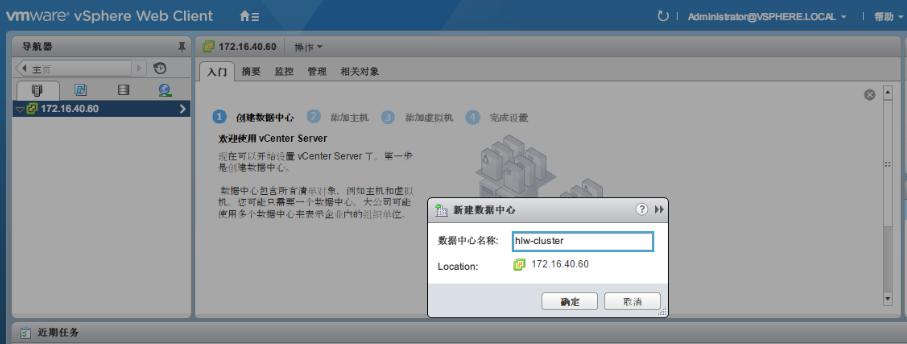 vmware® vSphere Web Client
Administrator@VSPHERE.LOCAL
帮助
导航器
172.16.40.60
操作
主页
入门
摘要
监控
管理
相关对象
172.16.40.60
1 创建数据中心
2 添加主机
3 添加虚拟机
4 完成设置
欢迎使用 vCenter Server
现在可以开始设置 vCenter Server 了。第一步
是创建数据中心。
数据中心包含所有清单对象，例如主机和虚拟
机。您可能只需要一个数据中心。大公司可能
使用多个数据中心来表示企业内的组织单位。
新建数据中心
数据中心名称:
hlw-cluster
Location:
172.16.40.60
确定
取消
近期任务